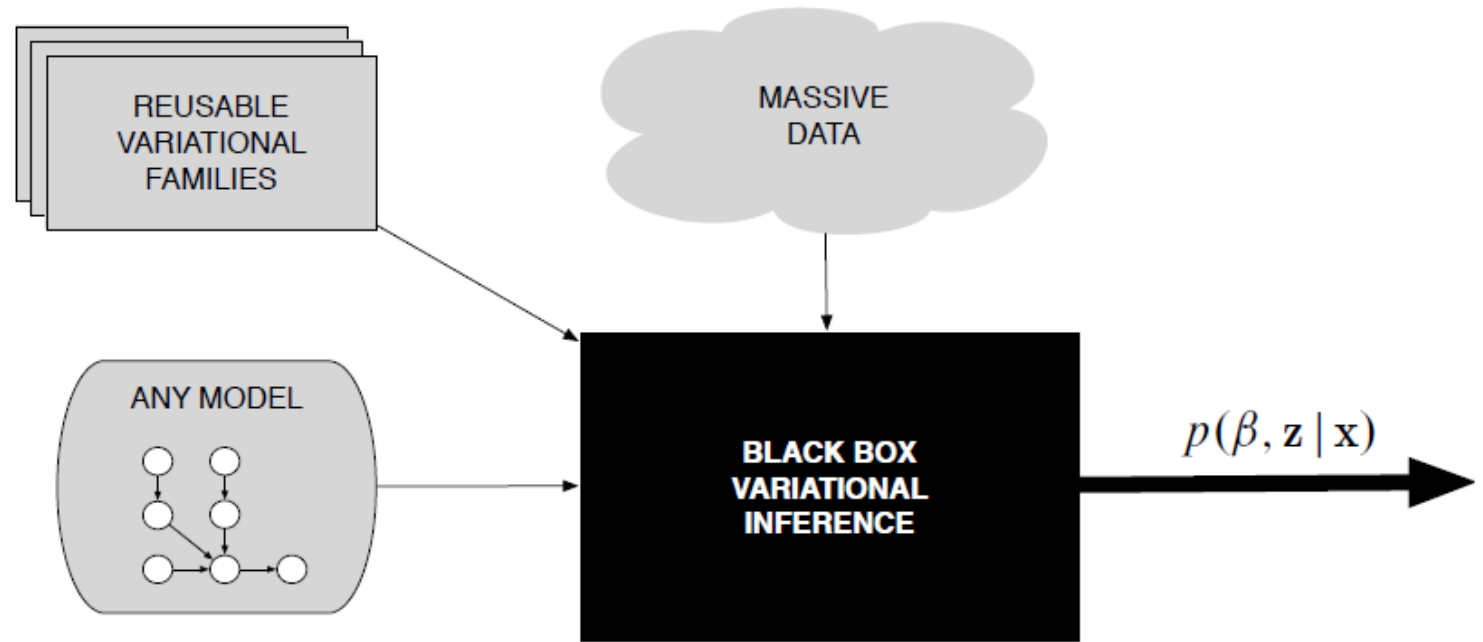 REUSABLE
VARIATIONAL
FAMILIES
MASSIVE
DATA
ANY MODEL
BLACK BOX
VARIATIONAL
INFERENCE
p(β, z | x)